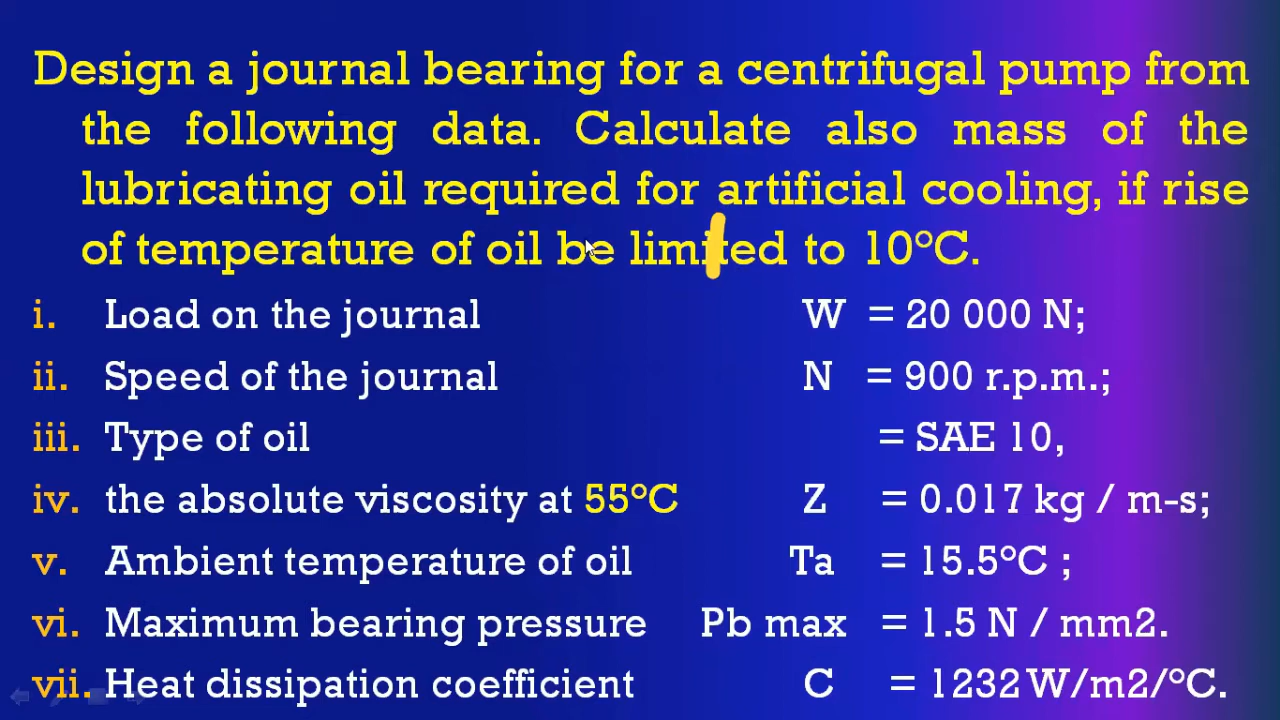 Design a journal bearing for a centrifugal pump from
the following data. Calculate also mass of the
lubricating oil required for artificial cooling, if rise
of temperature of oil be limited to 10°C.
i. Load on the journal W = 20 000 N;
ii. Speed of the journal N = 900 r.p.m.;
iii. Type of oil = SAE 10,
iv. the absolute viscosity at 55°C Z = 0.017 kg / m-s;
v. Ambient temperature of oil Ta = 15.5°C ;
vi. Maximum bearing pressure Pb max = 1.5 N / mm2.
vii. Heat dissipation coefficient C = 1232 W/m2/°C.